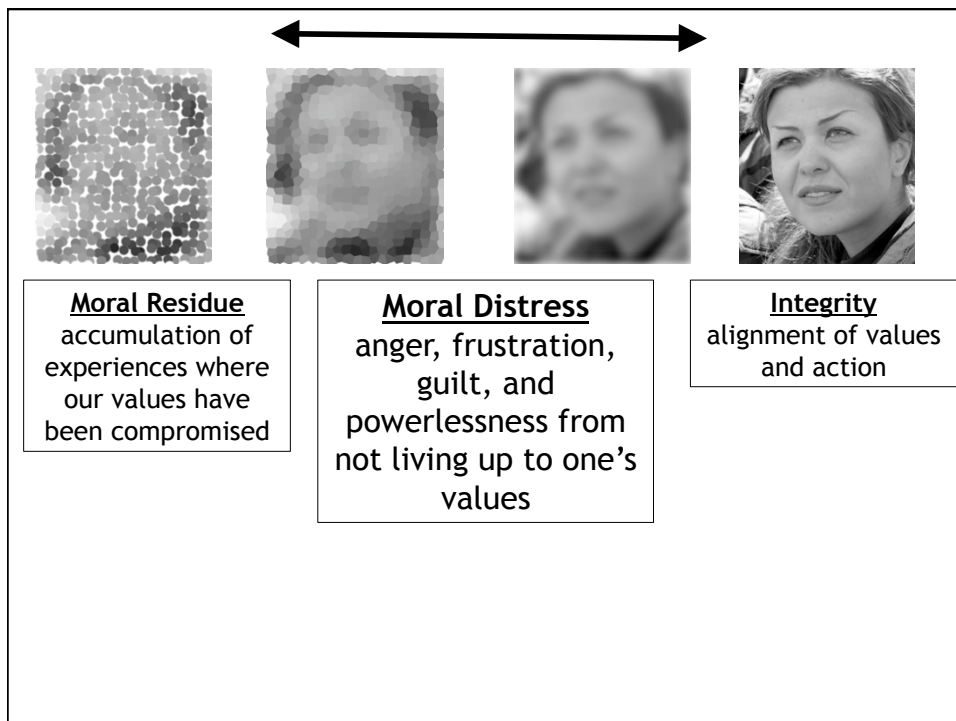 Moral Residue
accumulation of
experiences where
our values have
been compromised
Moral Distress
anger, frustration,
guilt, and
powerlessness from
not living up to one’s
values
Integrity
alignment of values
and action